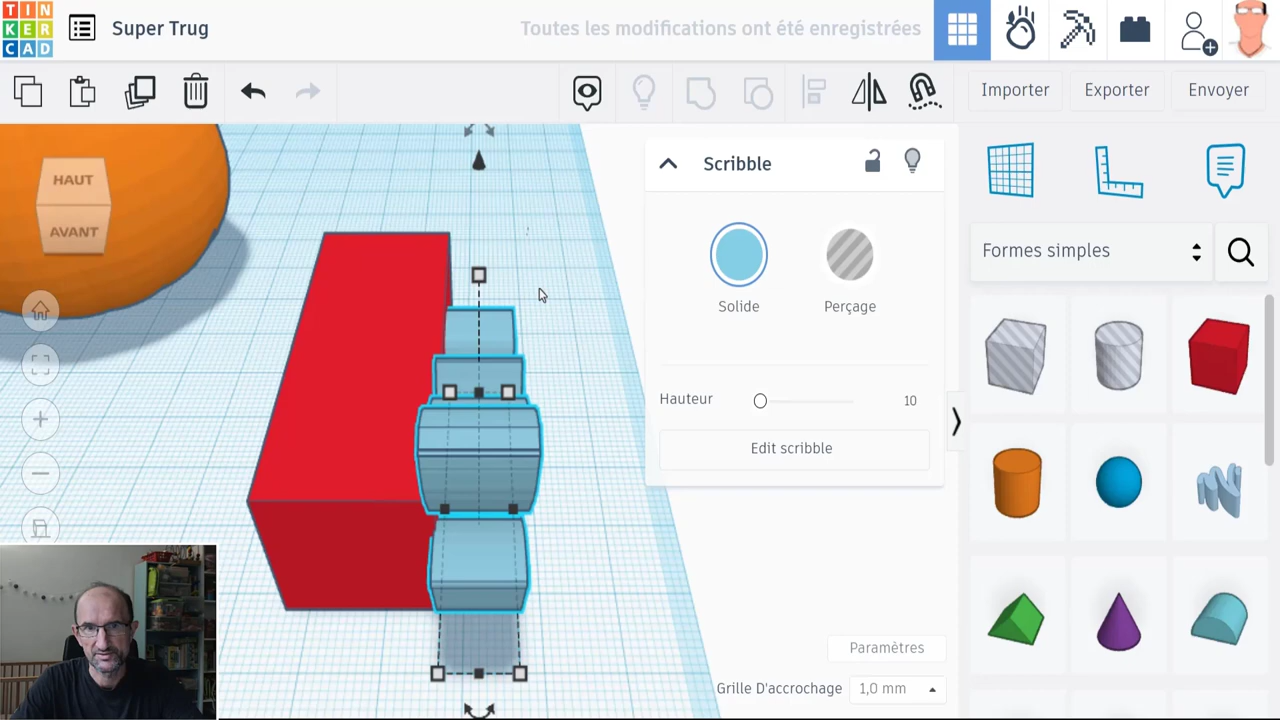 TIN
KER
CAD
Super Trug
Toutes les modifications ont été enregistrées
Importer
Exporter
Envoyer
HAUT
AVANT
Scribble
Solide
Perçage
Hauteur
10
Edit scribble
Formes simples
Paramètres
Grille D'accrochage
1,0 mm